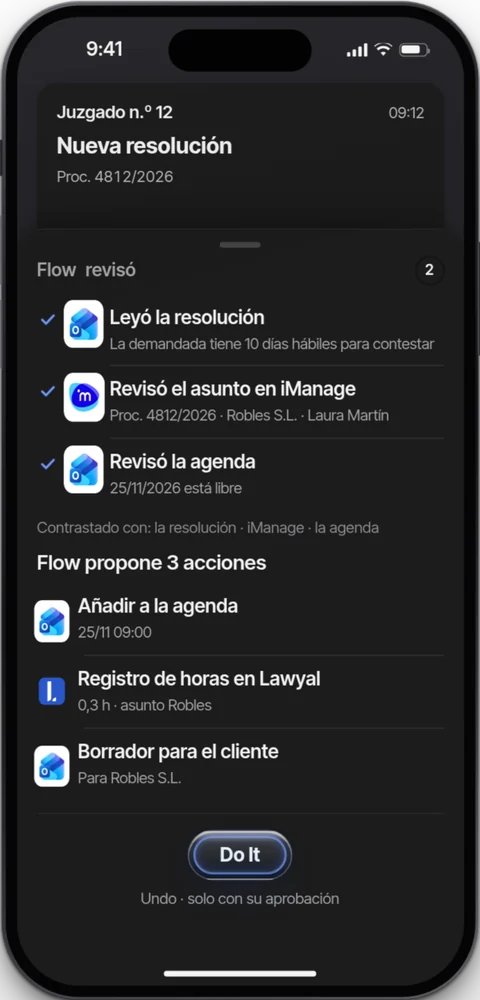 9:41
Juzgado n.º 12
09:12
Nueva resolución
Proc. 4812/2026
Flow revisó
2
Leyó la resolución
La demandada tiene 10 días hábiles para contestar
Revisó el asunto en iManage
Proc. 4812/2026 · Robles S.L. · Laura Martín
Revisó la agenda
25/11/2026 está libre
Contrastado con: la resolución · iManage · la agenda
Flow propone 3 acciones
Añadir a la agenda
25/11 09:00
Registro de horas en Lawyal
0,3 h · asunto Robles
Borrador para el cliente
Para Robles S.L.
Do It
Undo · solo con su aprobación